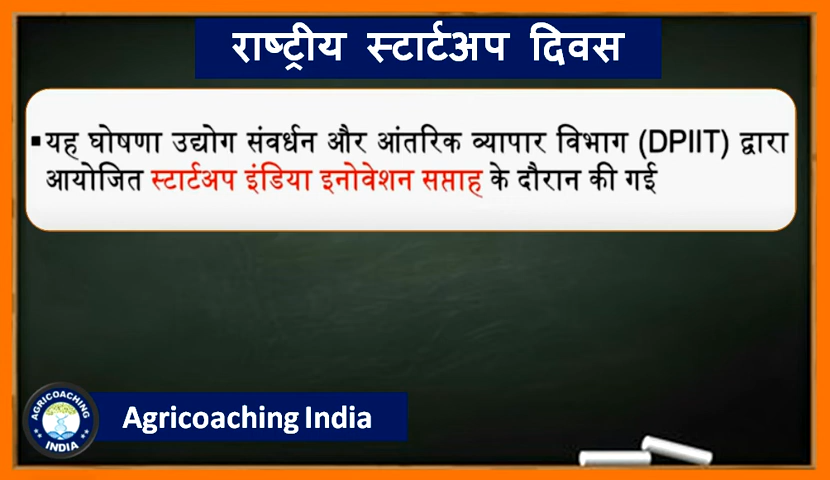 राष्ट्रीय स्टार्टअप दिवस
▪यह घोषणा उद्योग संवर्धन और आंतरिक व्यापार विभाग (DPIIT) द्वारा
आयोजित स्टार्टअप इंडिया इनोवेशन सप्ताह के दौरान की गई
AGRICOACHING
INDIA
Agricoaching India